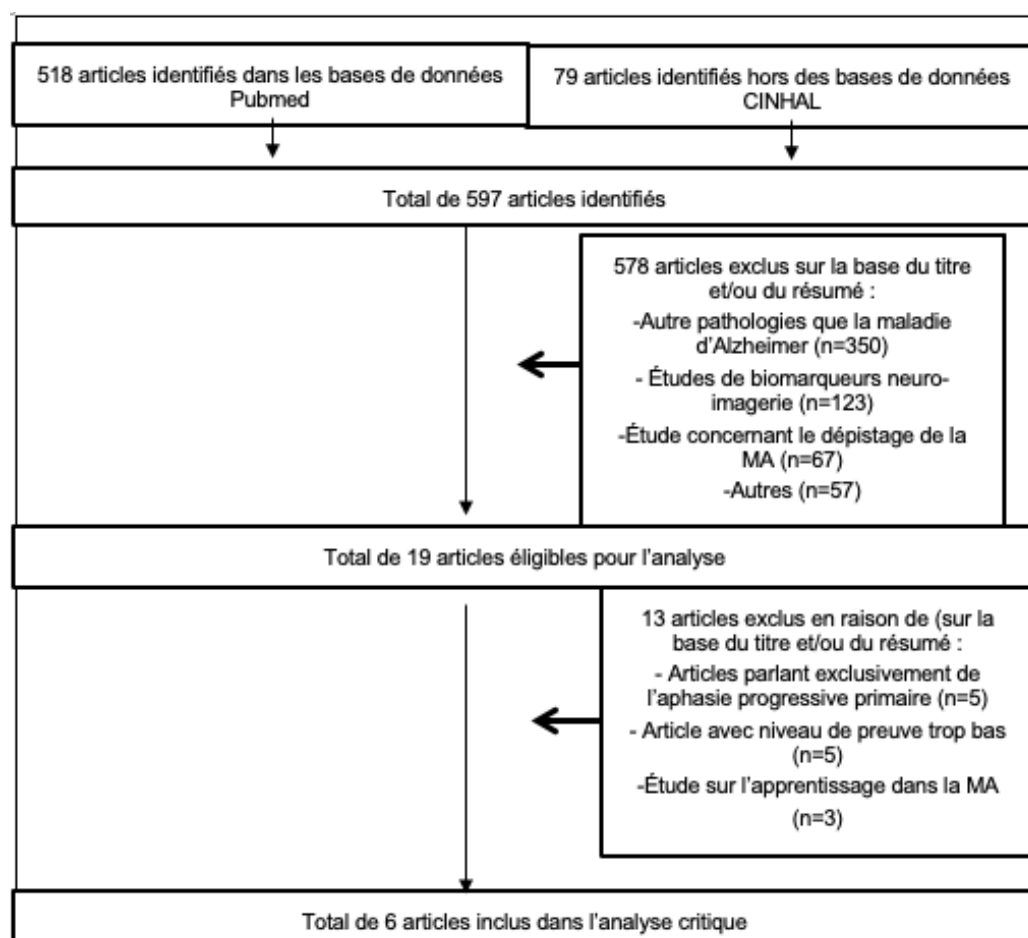 518 articles identifiés dans les bases de données
Pubmed
79 articles identifiés hors des bases de données
CINHAL
Total de 597 articles identifiés
578 articles exclus sur la base du titre
et/ou du résumé :
-Autre pathologies que la maladie
d'Alzheimer (n=350)
- Études de biomarqueurs neuro-
imagerie (n=123)
-Étude concernant le dépistage de la
MA (n=67)
-Autres (n=57)
Total de 19 articles éligibles pour l'analyse
13 articles exclus en raison de (sur la
base du titre et/ou du résumé :
- Articles parlant exclusivement de
l'aphasie progressive primaire (n=5)
- Article avec niveau de preuve trop bas
(n=5)
-Étude sur l'apprentissage dans la MA
(n=3)
Total de 6 articles inclus dans l'analyse critique